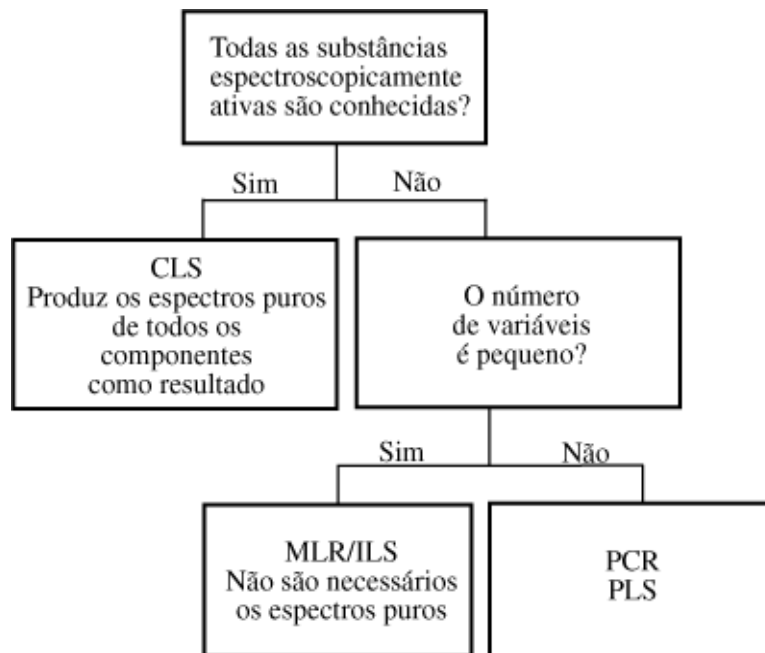 Todas as substâncias
espectroscopicamente
ativas são conhecidas?
Sim
Não
CLS
Produz os espectros puros
de todos os
componentes
como resultado
O número
de variáveis
é pequeno?
Sim
Não
MLR/ILS
Não são necessários
os espectros puros
PCR
PLS